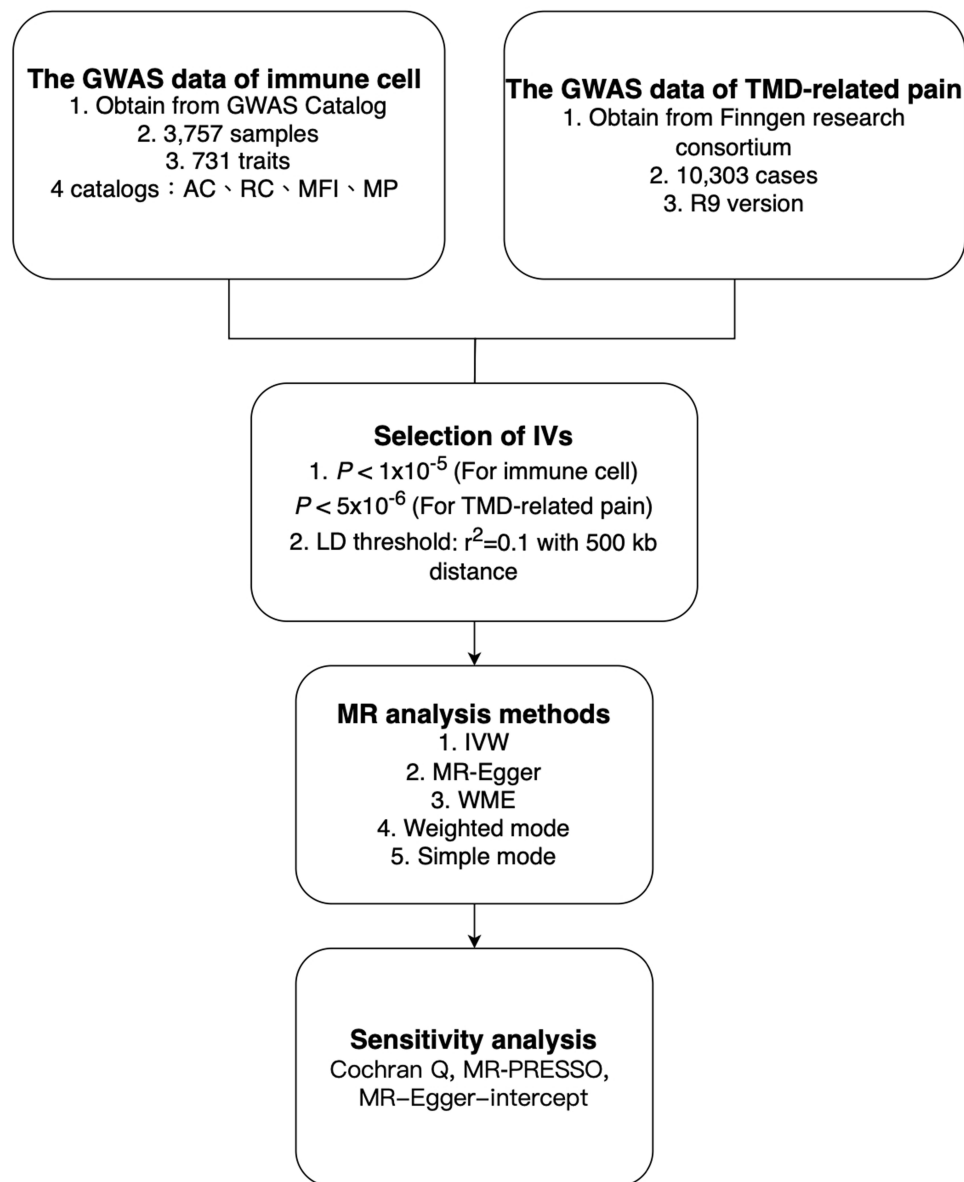 The GWAS data of immune cell
1. Obtain from GWAS Catalog
2. 3,757 samples
3. 731 traits
4 catalogs：AC、RC、MFI、MP
The GWAS data of TMD-related pain
1. Obtain from Finngen research
consortium
2. 10,303 cases
3. R9 version
Selection of IVs
1. P < 1x10⁻⁵ (For immune cell)
P < 5x10⁻⁶ (For TMD-related pain)
2. LD threshold: r²=0.1 with 500 kb
distance
MR analysis methods
1. IVW
2. MR-Egger
3. WME
4. Weighted mode
5. Simple mode
Sensitivity analysis
Cochran Q, MR-PRESSO,
MR–Egger–intercept